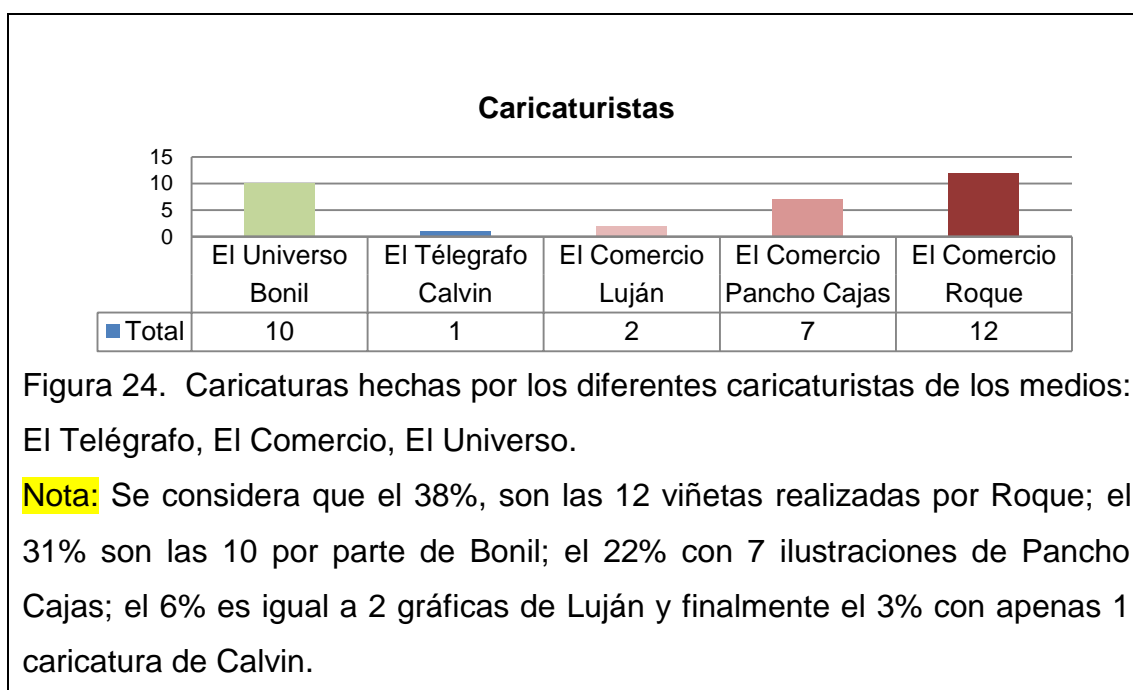 Caricaturistas
15
10
5
0
El Universo El Télegrafo El Comercio El Comercio El Comercio
Bonil Calvin Luján Pancho Cajas Roque
Total 10 1 2 7 12
Figura 24. Caricaturas hechas por los diferentes caricaturistas de los medios:
El Telégrafo, El Comercio, El Universo.
Nota: Se considera que el 38%, son las 12 viñetas realizadas por Roque; el
31% son las 10 por parte de Bonil; el 22% con 7 ilustraciones de Pancho
Cajas; el 6% es igual a 2 gráficas de Luján y finalmente el 3% con apenas 1
caricatura de Calvin.